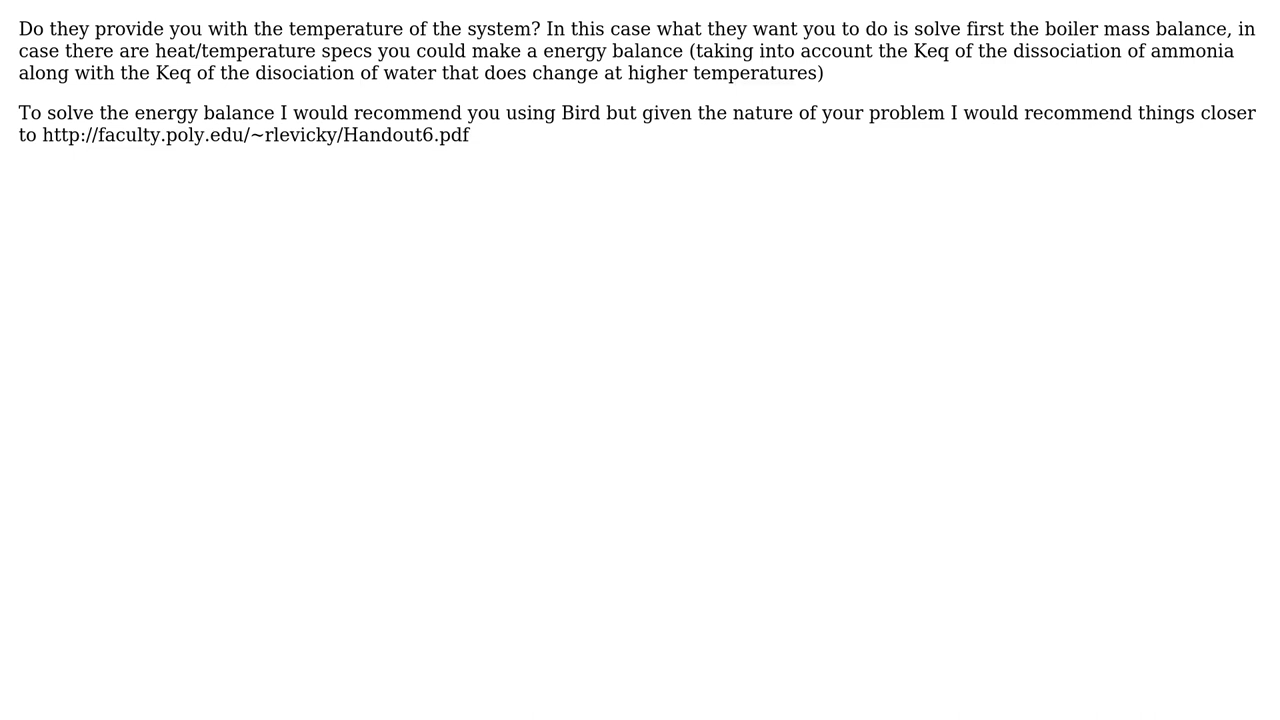 Do they provide you with the temperature of the system? In this case what they want you to do is solve first the boiler mass balance, in
case there are heat/temperature specs you could make a energy balance (taking into account the Keq of the dissociation of ammonia
along with the Keq of the disociation of water that does change at higher temperatures)
To solve the energy balance I would recommend you using Bird but given the nature of your problem I would recommend things closer
to http://faculty.poly.edu/~rlevicky/Handout6.pdf